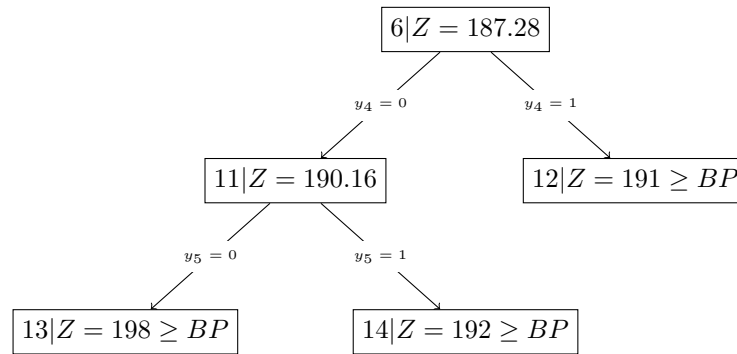 6|Z = 187.28
y₄ = 0
y₄ = 1
11|Z = 190.16
12|Z = 191 ≥ BP
y₅ = 0
y₅ = 1
13|Z = 198 ≥ BP
14|Z = 192 ≥ BP